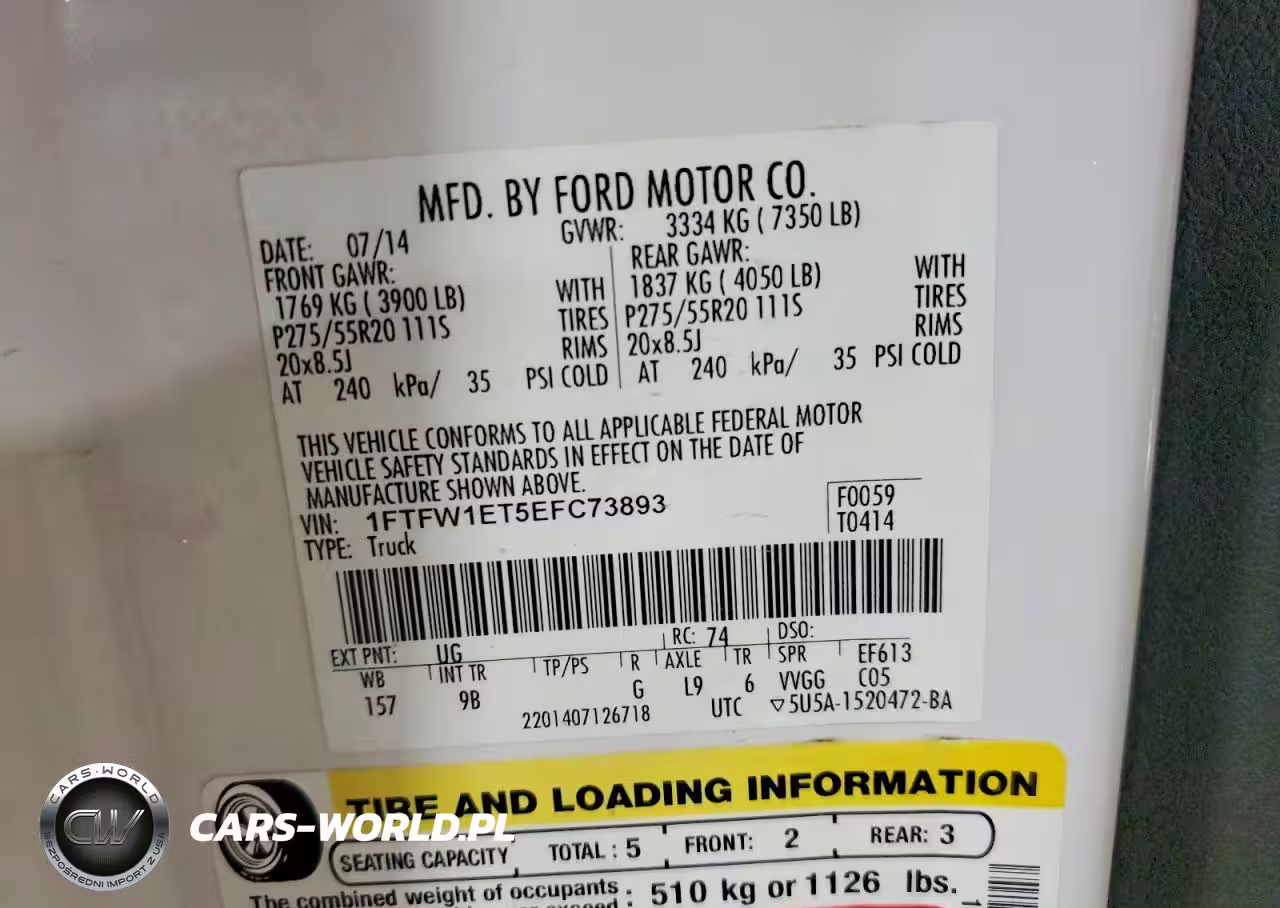 MFD. BY FORD MOTOR CO.
DATE: 07/14 GVWR: 3334 KG ( 7350 LB)
FRONT GAWR: REAR GAWR:
1769 KG ( 3900 LB) WITH 1837 KG ( 4050 LB) WITH
P275/55R20 111S TIRES P275/55R20 111S TIRES
20x8.5J RIMS 20x8.5J RIMS
AT 240 kPa/ 35 PSI COLD AT 240 kPa/ 35 PSI COLD
THIS VEHICLE CONFORMS TO ALL APPLICABLE FEDERAL MOTOR
VEHICLE SAFETY STANDARDS IN EFFECT ON THE DATE OF
MANUFACTURE SHOWN ABOVE.
VIN: 1FTFW1ET5EFC73893 F0059
TYPE: Truck T0414
EXT PNT: UG RC: 74 DSO:
WB INT TR TP/PS R AXLE TR SPR EF613
157 9B G L9 6 VVGG C05
2201407126718 UTC ▽5U5A-1520472-BA
TIRE AND LOADING INFORMATION
SEATING CAPACITY TOTAL : 5 FRONT: 2 REAR: 3
The combined weight of occupants : 510 kg or 1126 lbs.
CARS-WORLD
CW
BEZPOŚREDNI IMPORT Z USA
CARS-WORLD.PL